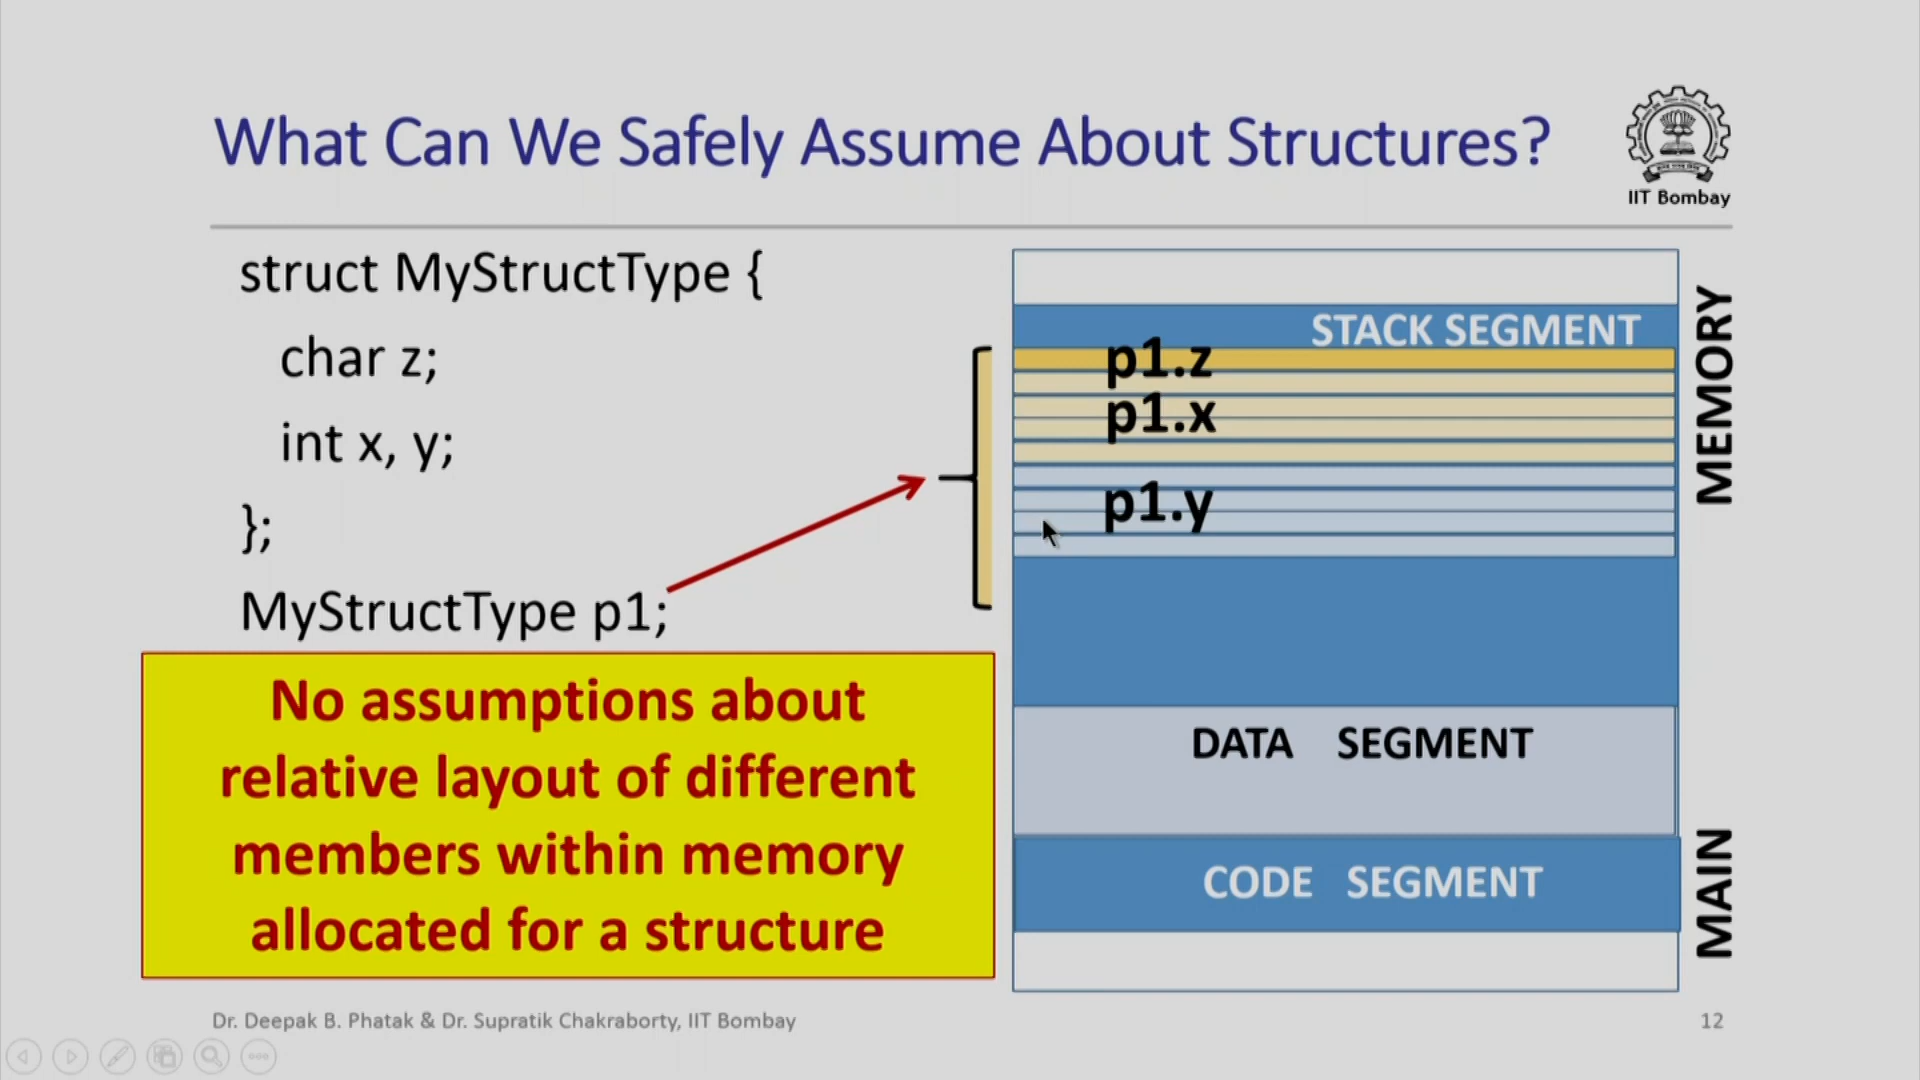 What Can We Safely Assume About Structures?
IIT Bombay
struct MyStructType {
char z;
int x, y;
};
MyStructType p1;
No assumptions about
relative layout of different
members within memory
allocated for a structure
STACK SEGMENT
p1.z
p1.x
p1.y
DATA SEGMENT
CODE SEGMENT
MEMORY
MAIN
Dr. Deepak B. Phatak & Dr. Supratik Chakraborty, IIT Bombay
12